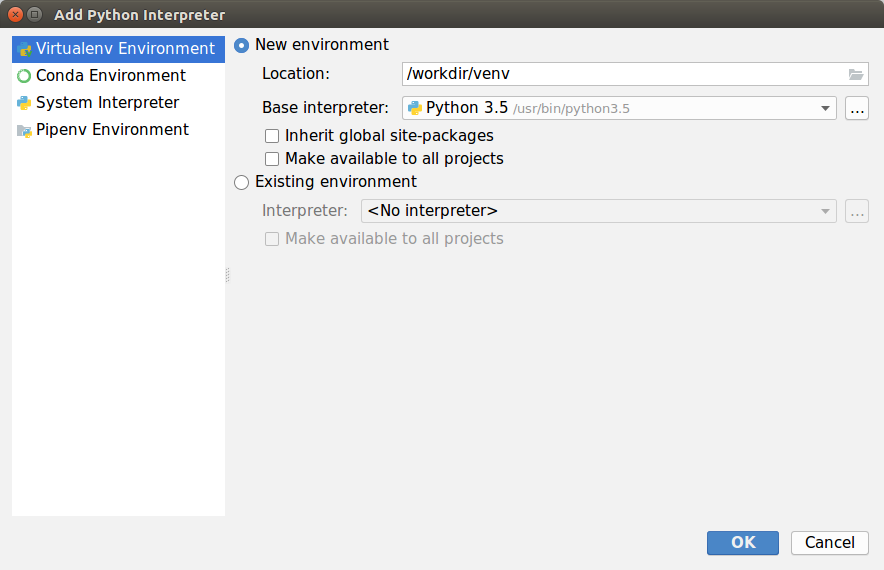 Add Python Interpreter
Virtualenv Environment
Conda Environment
System Interpreter
Pipenv Environment
New environment
Location: /workdir/venv
Base interpreter: Python 3.5 /usr/bin/python3.5 ...
Inherit global site-packages
Make available to all projects
Existing environment
Interpreter: <No interpreter> ...
Make available to all projects
OK Cancel